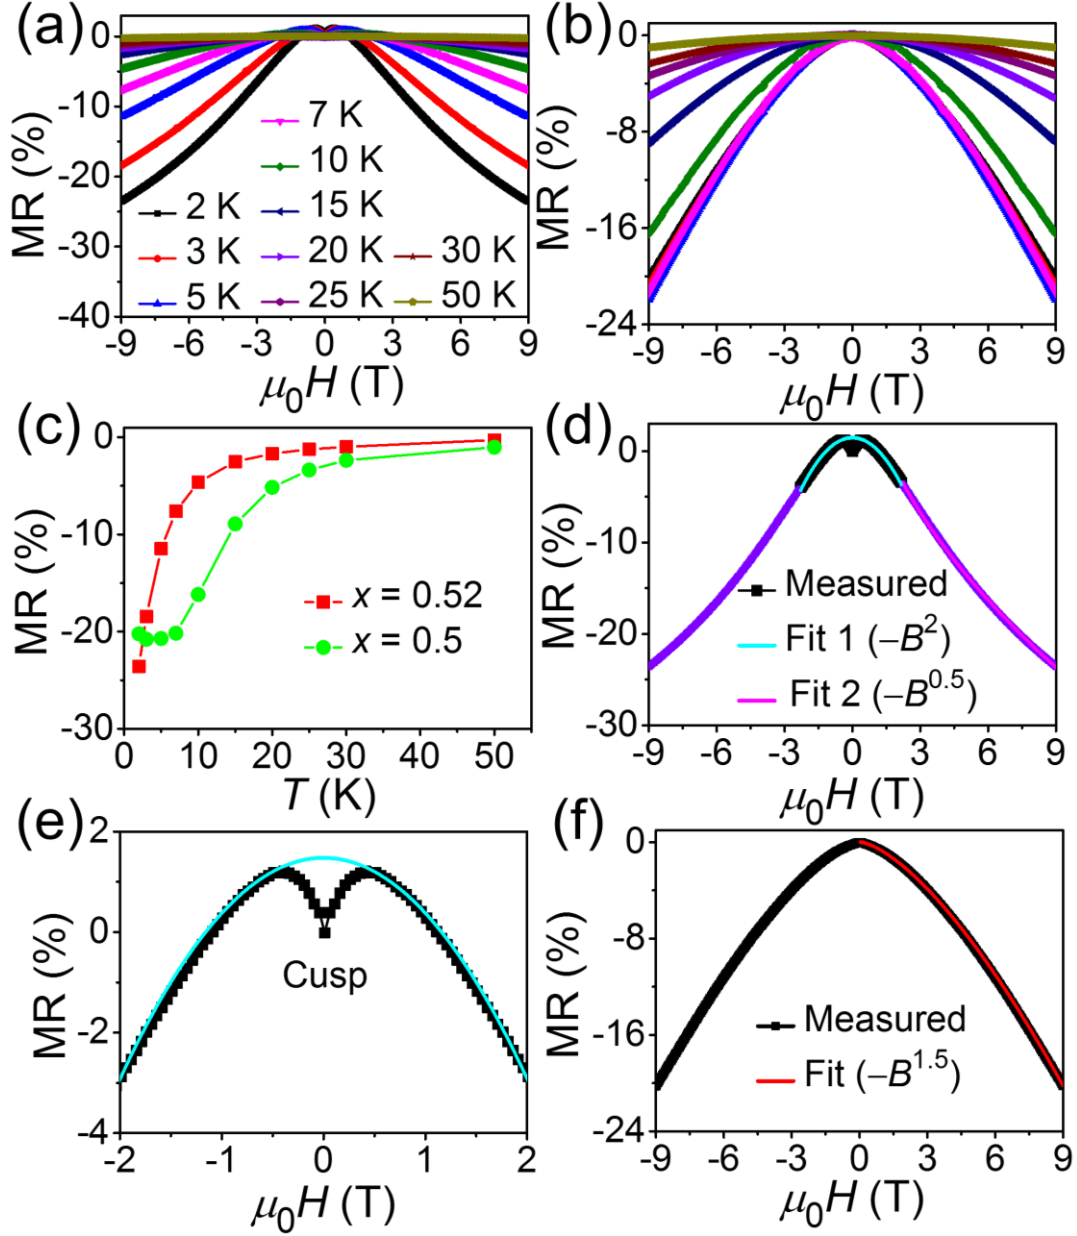 (a)
MR (%)
0
-10
-20
-30
-40
7 K
10 K
2 K
15 K
3 K
20 K
30 K
5 K
25 K
50 K
-9 -6 -3 0 3 6 9
μ₀H (T)
(b)
MR (%)
0
-8
-16
-24
-9 -6 -3 0 3 6 9
μ₀H (T)
(c)
MR (%)
0
-10
-20
-30
x = 0.52
x = 0.5
0 10 20 30 40 50
T (K)
(d)
MR (%)
0
-10
-20
-30
Measured
Fit 1 (–B²)
Fit 2 (–B⁰·⁵)
-9 -6 -3 0 3 6 9
μ₀H (T)
(e)
MR (%)
2
0
-2
-4
Cusp
-2 -1 0 1 2
μ₀H (T)
(f)
MR (%)
0
-8
-16
-24
Measured
Fit (–B¹·⁵)
-9 -6 -3 0 3 6 9
μ₀H (T)